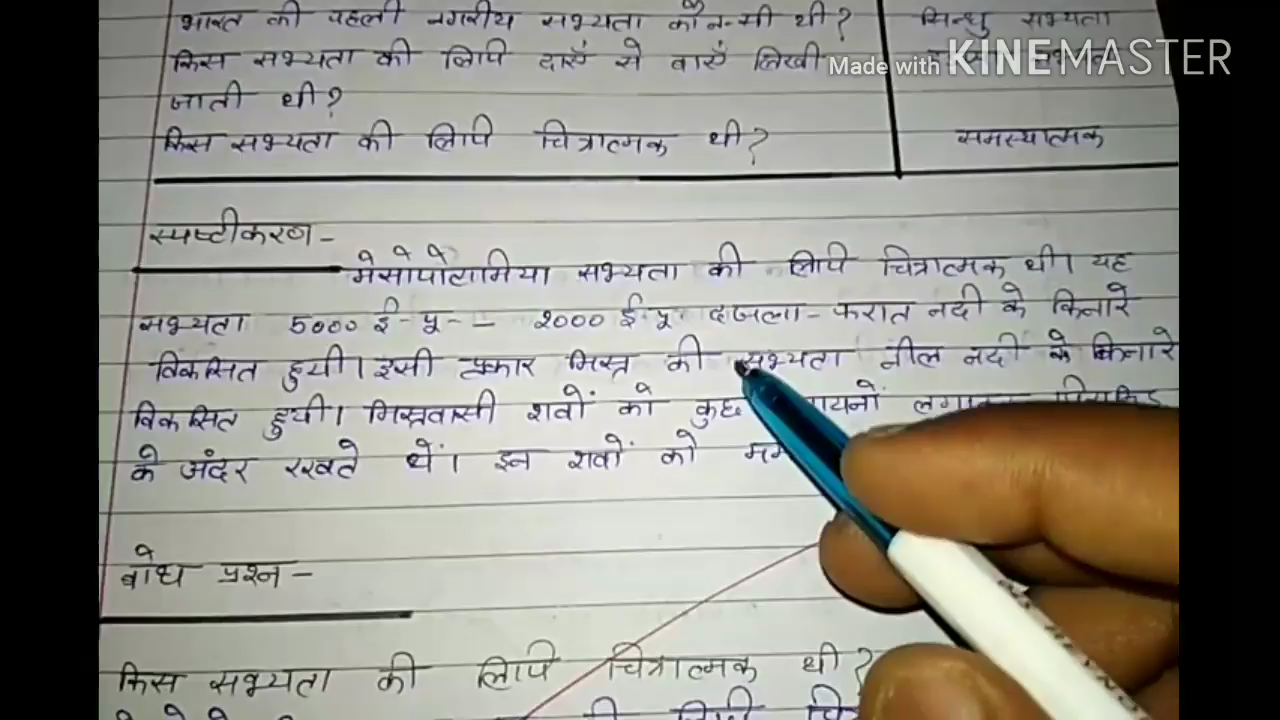 भारत की पहली नगरीय सभ्यता कौन-सी थी? सिन्धु सभ्यता
किस सभ्यता की लिपि दाएँ से बाएँ लिखी
Made with KINEMASTER
जाती थी?
किस सभ्यता की लिपि चित्रात्मक थी? समस्यात्मक
स्पष्टीकरण-
मेसोपोटामिया सभ्यता की लिपि चित्रात्मक थी। यह
सभ्यता 5000 ई-पू-- 2000 ई-पू दजला-फरात नदी के किनारे
विकसित हुयी। इसी प्रकार मिस्त्र की सभ्यता नील नदी के किनारे
विकसित हुयी। मिस्त्रवासी शवों को कुछ
के अंदर रखते थें। इन शवों को
बोध प्रश्न-
किस सभ्यता की लिपि चित्रात्मक थी?